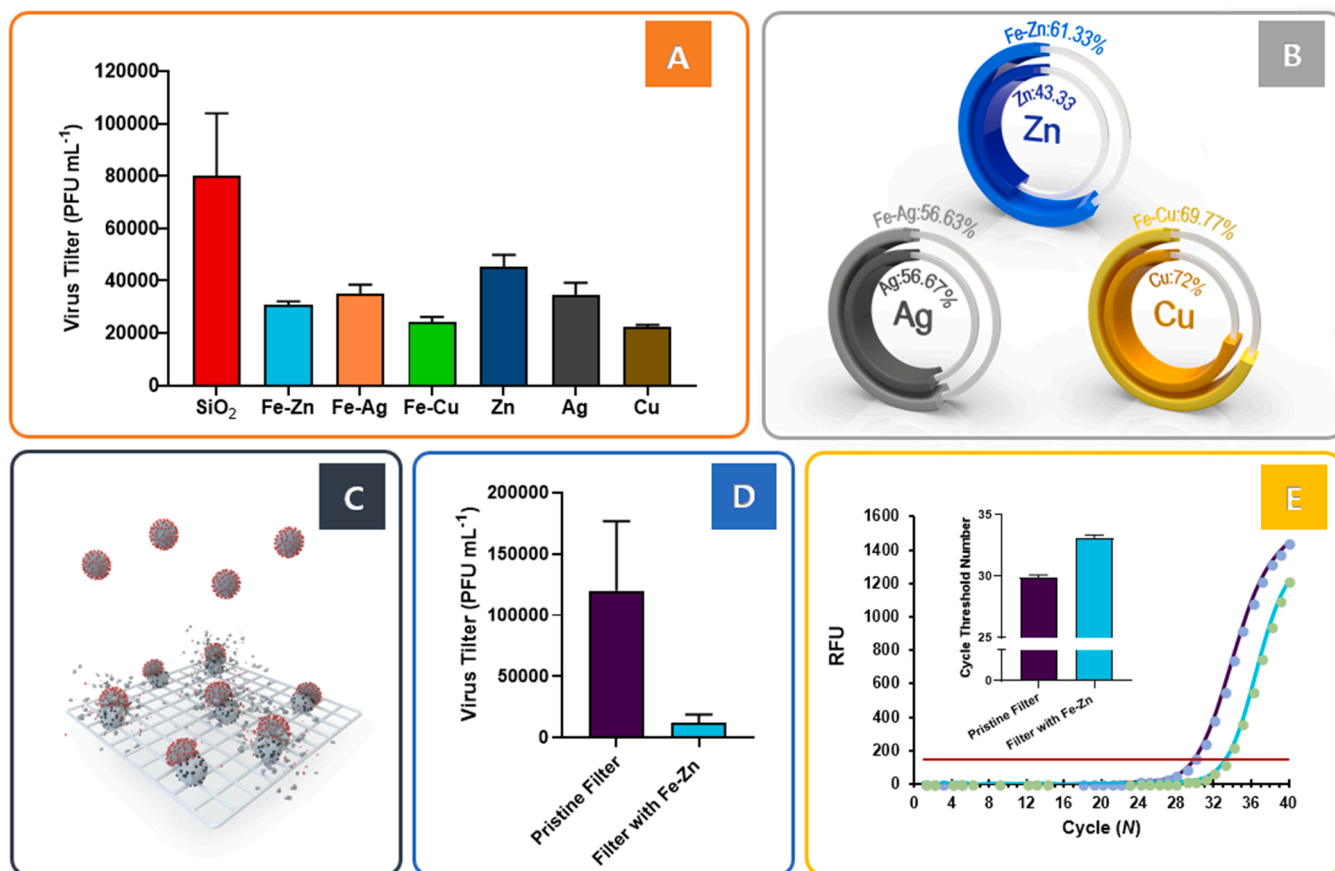 A
Virus Tilter (PFU mL⁻¹)
120000
100000
80000
60000
40000
20000
0
SiO₂ Fe-Zn Fe-Ag Fe-Cu Zn Ag Cu
B
Fe-Zn:61.33%
Zn:43.33
Zn
Fe-Ag:56.63%
Ag:56.67%
Ag
Fe-Cu:69.77%
Cu:72%
Cu
C
D
Virus Tilter (PFU mL⁻¹)
200000
150000
100000
50000
0
Pristine Filter
Filter with Fe-Zn
E
RFU
1600
1400
1200
1000
800
600
400
200
0
0 4 8 12 16 20 24 28 32 36 40
Cycle (N)
Cycle Threshold Number
35
30
25
0
Pristine Filter
Filter with Fe-Zn